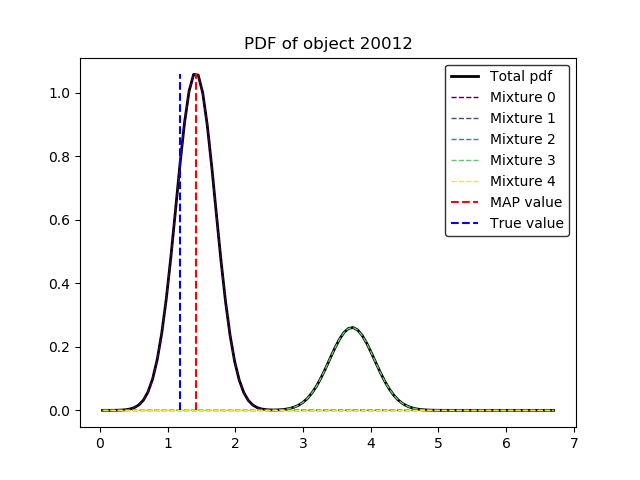 PDF of object 20012
Total pdf
Mixture 0
Mixture 1
Mixture 2
Mixture 3
Mixture 4
MAP value
True value
1.0
0.8
0.6
0.4
0.2
0.0
0 1 2 3 4 5 6 7